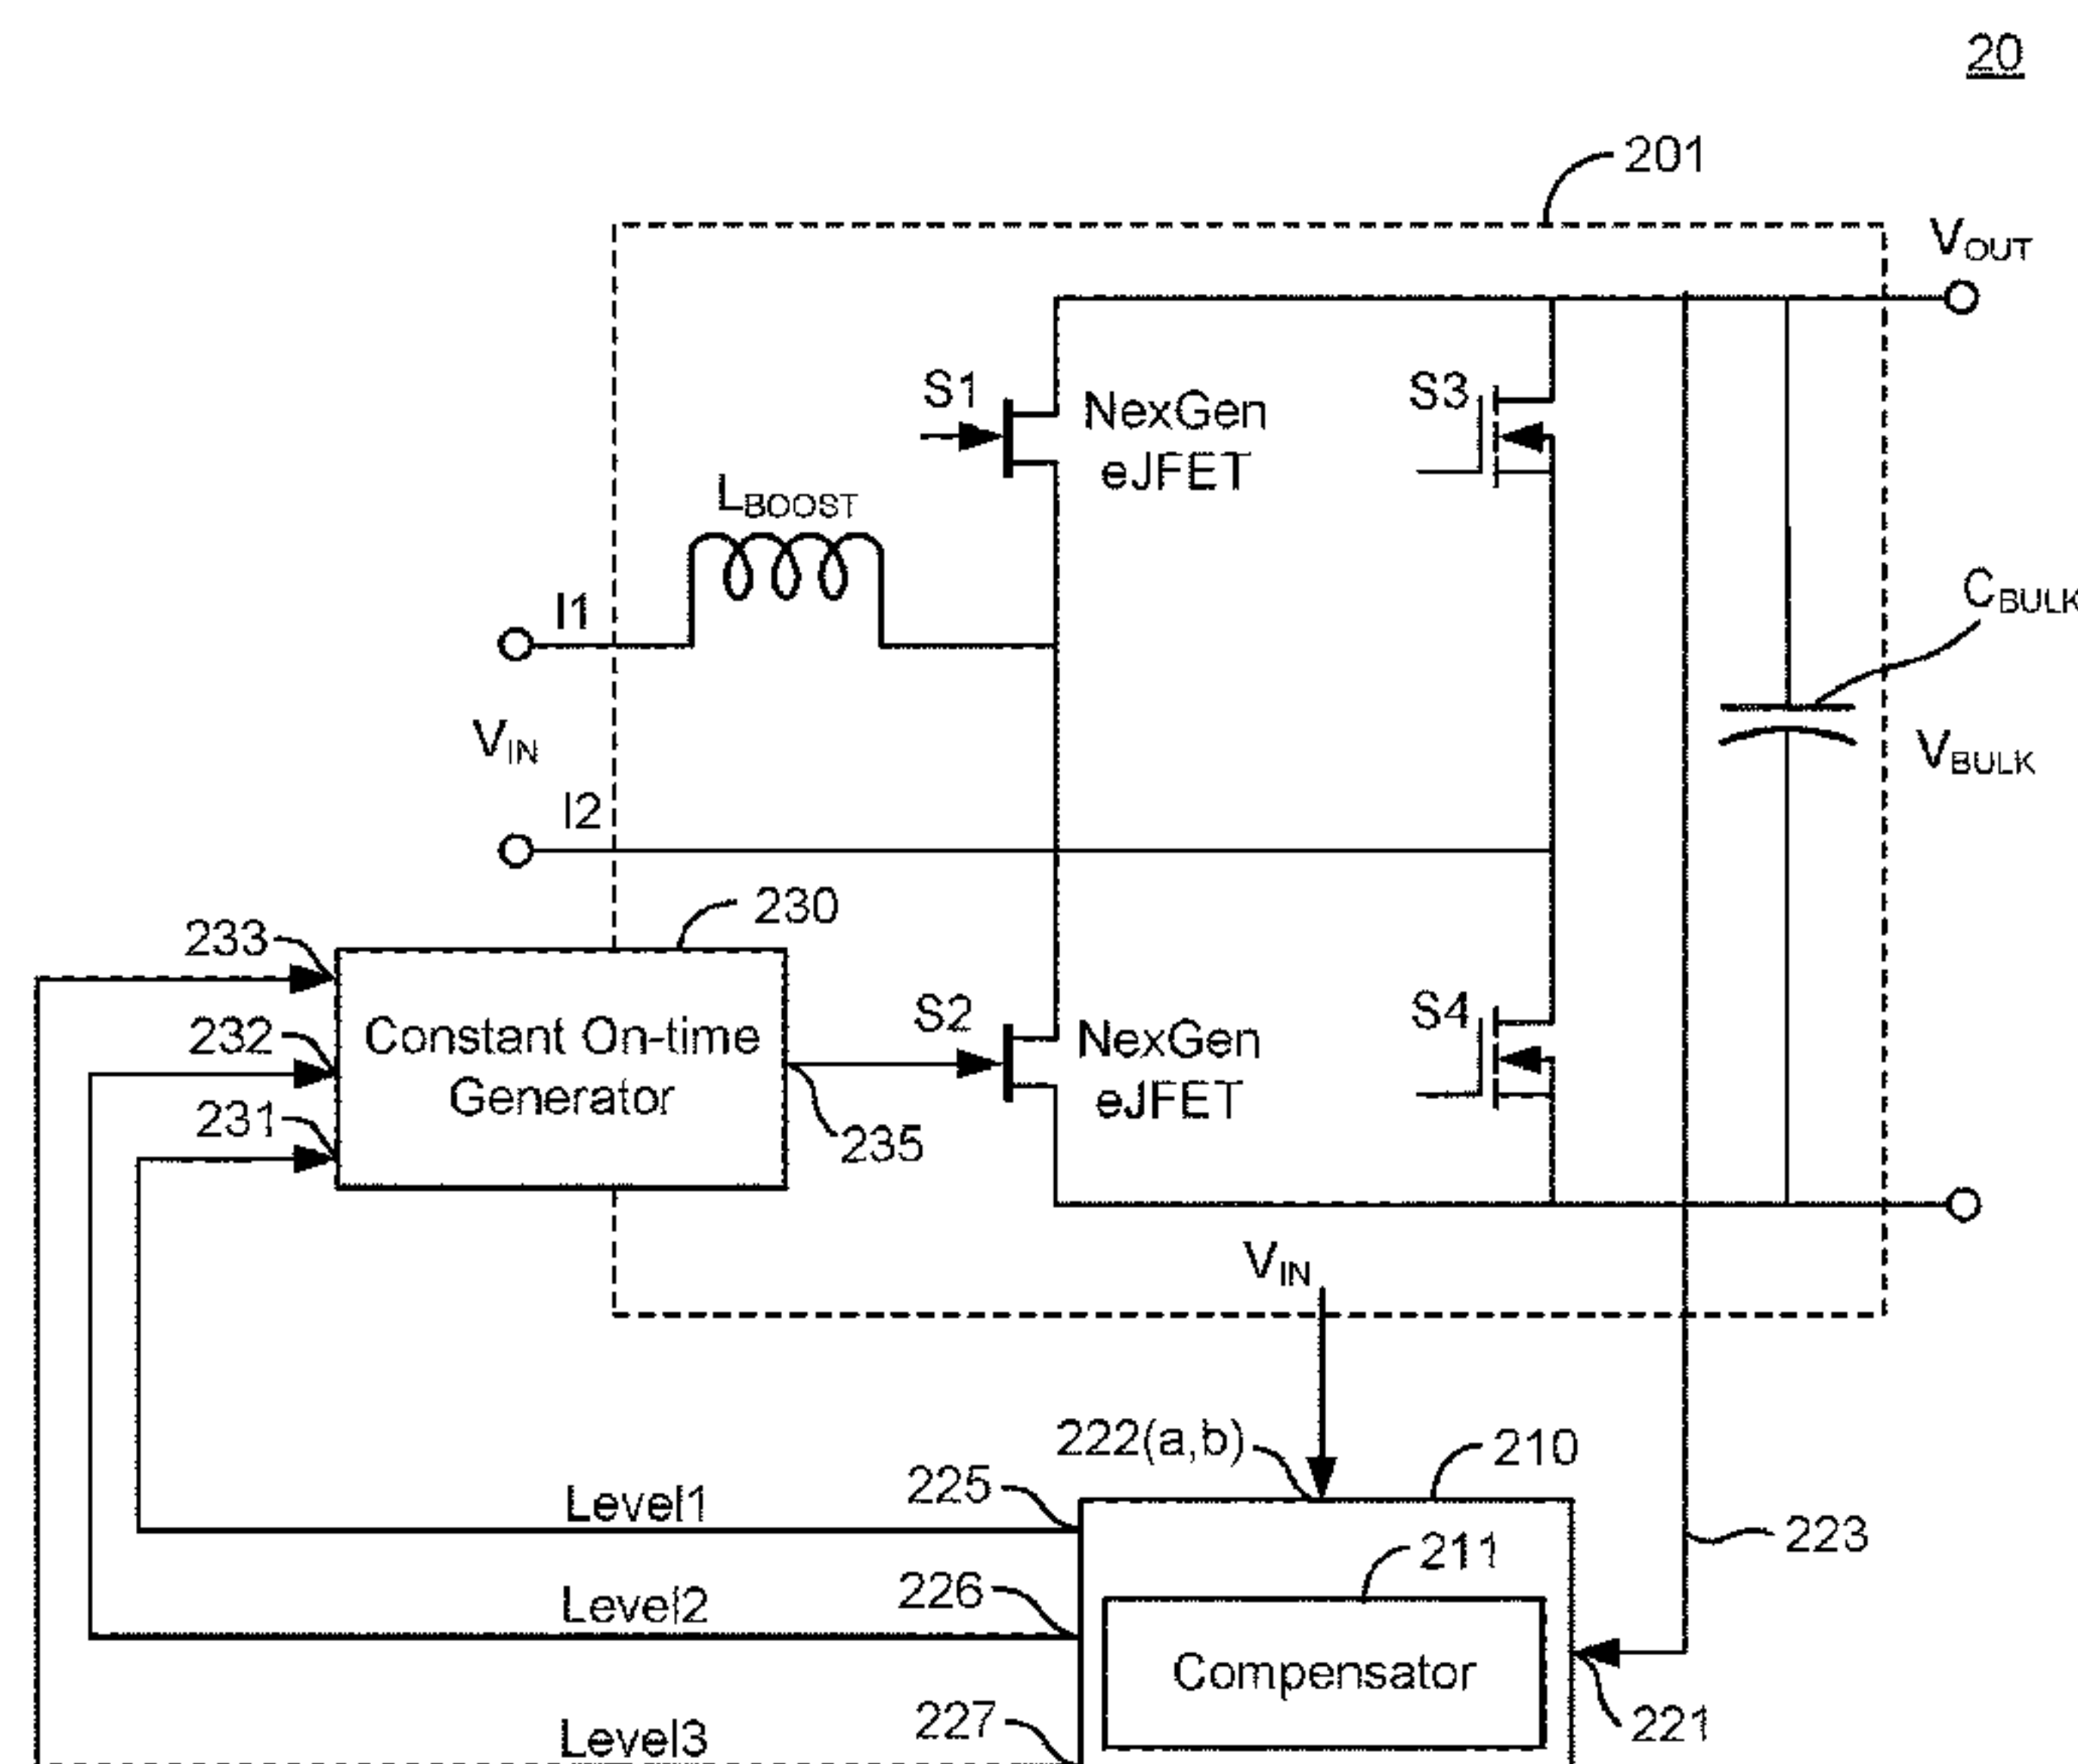 20
201
VOUT
S1
NexGen
eJFET
S3
LBOOST
CBULK
I1
VIN
VBULK
I2
230
233
232
231
Constant On-time
Generator
235
S2
NexGen
eJFET
S4
VIN
222(a,b)
210
Level1
225
211
223
Level2
226
Compensator
Level3
227
221